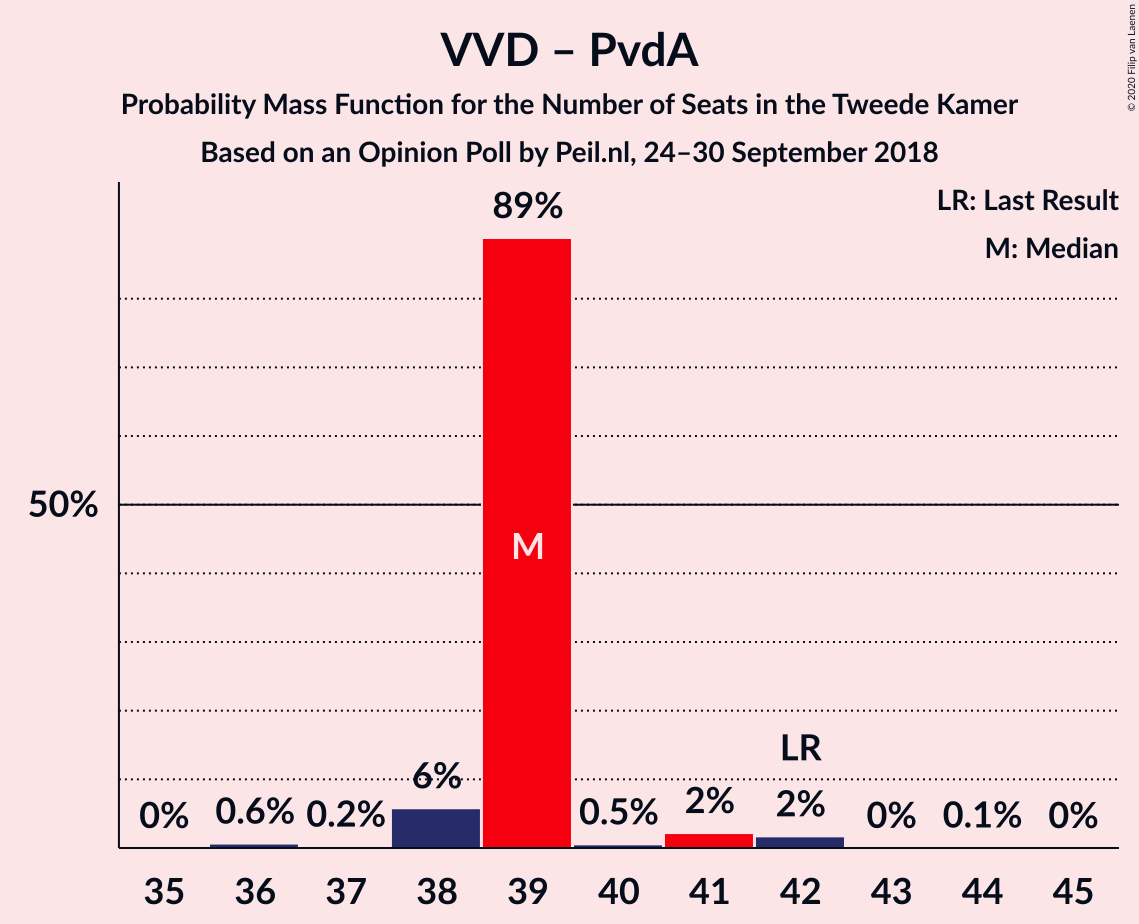 VVD – PvdA
Probability Mass Function for the Number of Seats in the Tweede Kamer
Based on an Opinion Poll by Peil.nl, 24–30 September 2018
© 2020 Filip van Laenen
LR: Last Result
M: Median
50%
0% 0.6% 0.2% 6% 89% 0.5% 2% 2% 0% 0.1% 0%
M
LR
35 36 37 38 39 40 41 42 43 44 45